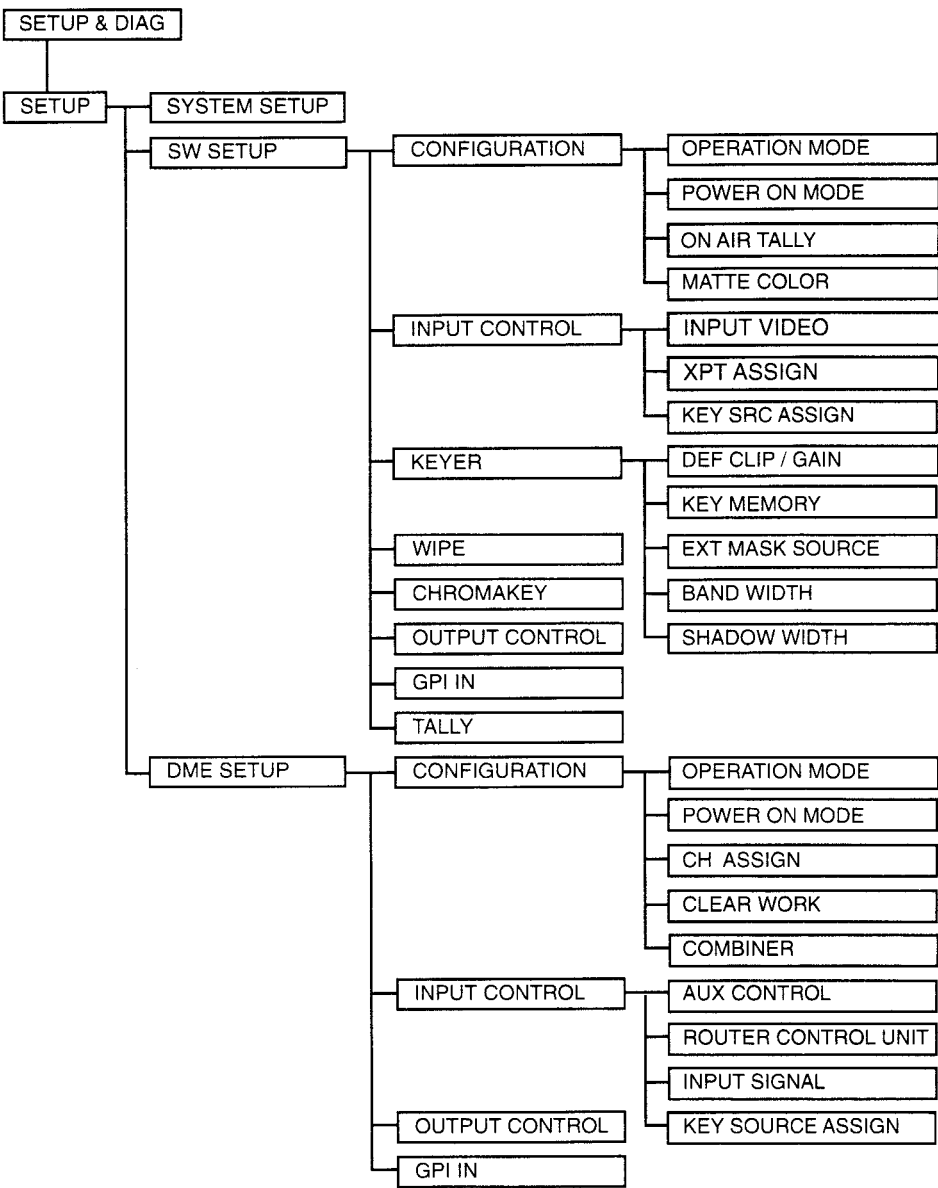 SETUP & DIAG
SETUP
SYSTEM SETUP
SW SETUP
CONFIGURATION
OPERATION MODE
POWER ON MODE
ON AIR TALLY
MATTE COLOR
INPUT CONTROL
INPUT VIDEO
XPT ASSIGN
KEY SRC ASSIGN
KEYER
DEF CLIP / GAIN
KEY MEMORY
EXT MASK SOURCE
BAND WIDTH
SHADOW WIDTH
WIPE
CHROMAKEY
OUTPUT CONTROL
GPI IN
TALLY
DME SETUP
CONFIGURATION
OPERATION MODE
POWER ON MODE
CH ASSIGN
CLEAR WORK
COMBINER
INPUT CONTROL
AUX CONTROL
ROUTER CONTROL UNIT
INPUT SIGNAL
KEY SOURCE ASSIGN
OUTPUT CONTROL
GPI IN